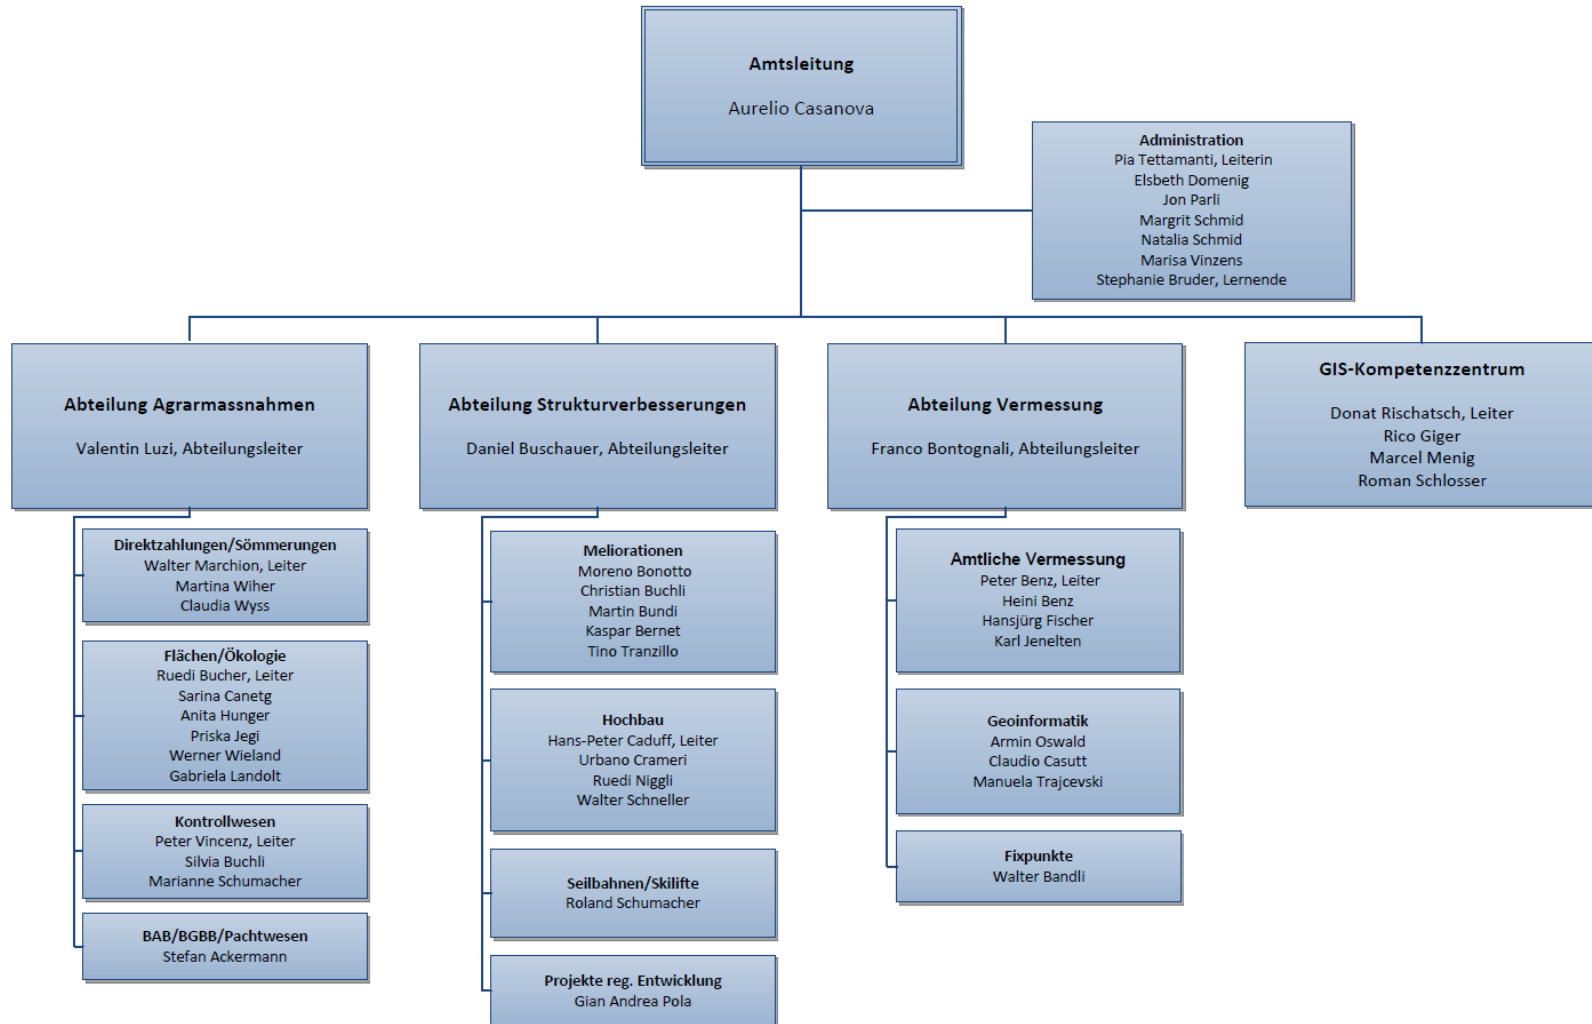 Amtsleitung
Aurelio Casanova
Administration
Pia Tettamanti, Leiterin
Elsbeth Domenig
Jon Parli
Margrit Schmid
Natalia Schmid
Marisa Vinzens
Stephanie Bruder, Lernende
Abteilung Agrarmassnahmen
Valentin Luzi, Abteilungsleiter
Direktzahlungen/Sömmerungen
Walter Marchion, Leiter
Martina Wiher
Claudia Wyss
Flächen/Ökologie
Ruedi Bucher, Leiter
Sarina Canetg
Anita Hunger
Priska Jegi
Werner Wieland
Gabriela Landolt
Kontrollwesen
Peter Vincenz, Leiter
Silvia Buchli
Marianne Schumacher
BAB/BGBB/Pachtwesen
Stefan Ackermann
Abteilung Strukturverbesserungen
Daniel Buschauer, Abteilungsleiter
Meliorationen
Moreno Bonotto
Christian Buchli
Martin Bundi
Kaspar Bernet
Tino Tranzillo
Hochbau
Hans-Peter Caduff, Leiter
Urbano Crameri
Ruedi Niggli
Walter Schneller
Seilbahnen/Skilifte
Roland Schumacher
Projekte reg. Entwicklung
Gian Andrea Pola
Abteilung Vermessung
Franco Bontognali, Abteilungsleiter
Amtliche Vermessung
Peter Benz, Leiter
Heini Benz
Hansjürg Fischer
Karl Jenelten
Geoinformatik
Armin Oswald
Claudio Casutt
Manuela Trajcevski
Fixpunkte
Walter Bandli
GIS-Kompetenzzentrum
Donat Rischatsch, Leiter
Rico Giger
Marcel Menig
Roman Schlosser